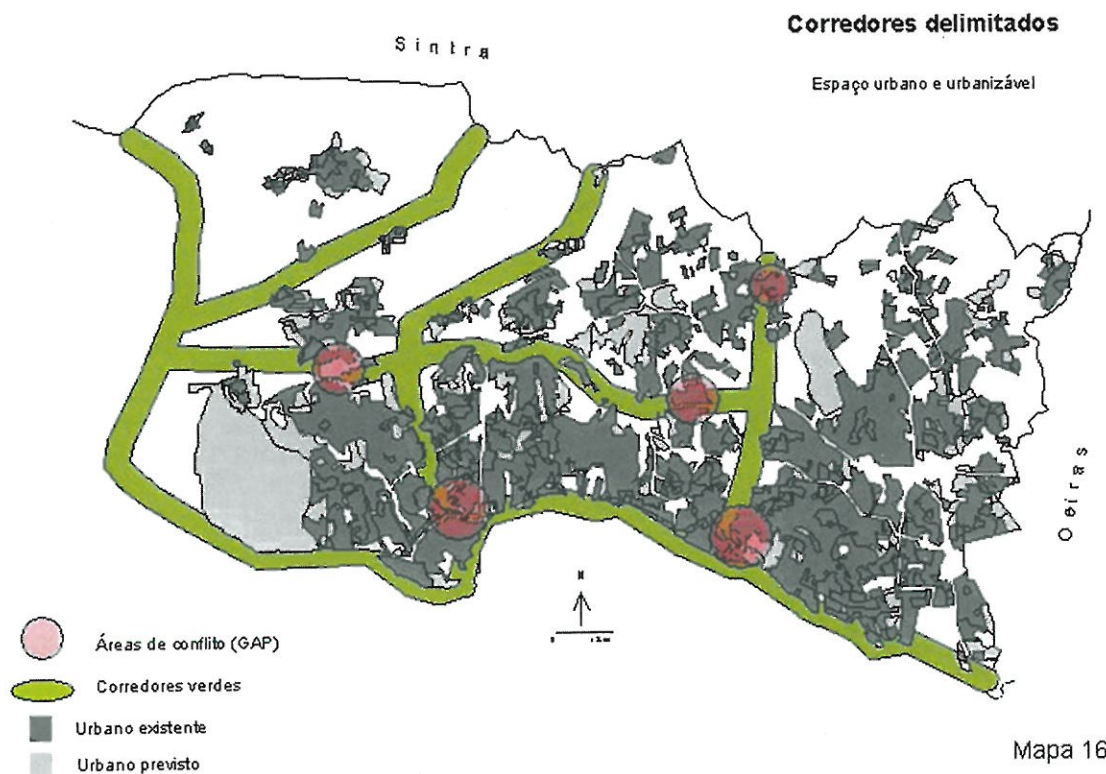 Corredores delimitados
Sintra
Espaço urbano e urbanizável
Oeiras
N
Áreas de conflito (GAP)
Corredores verdes
Urbano existente
Urbano previsto
Mapa 16